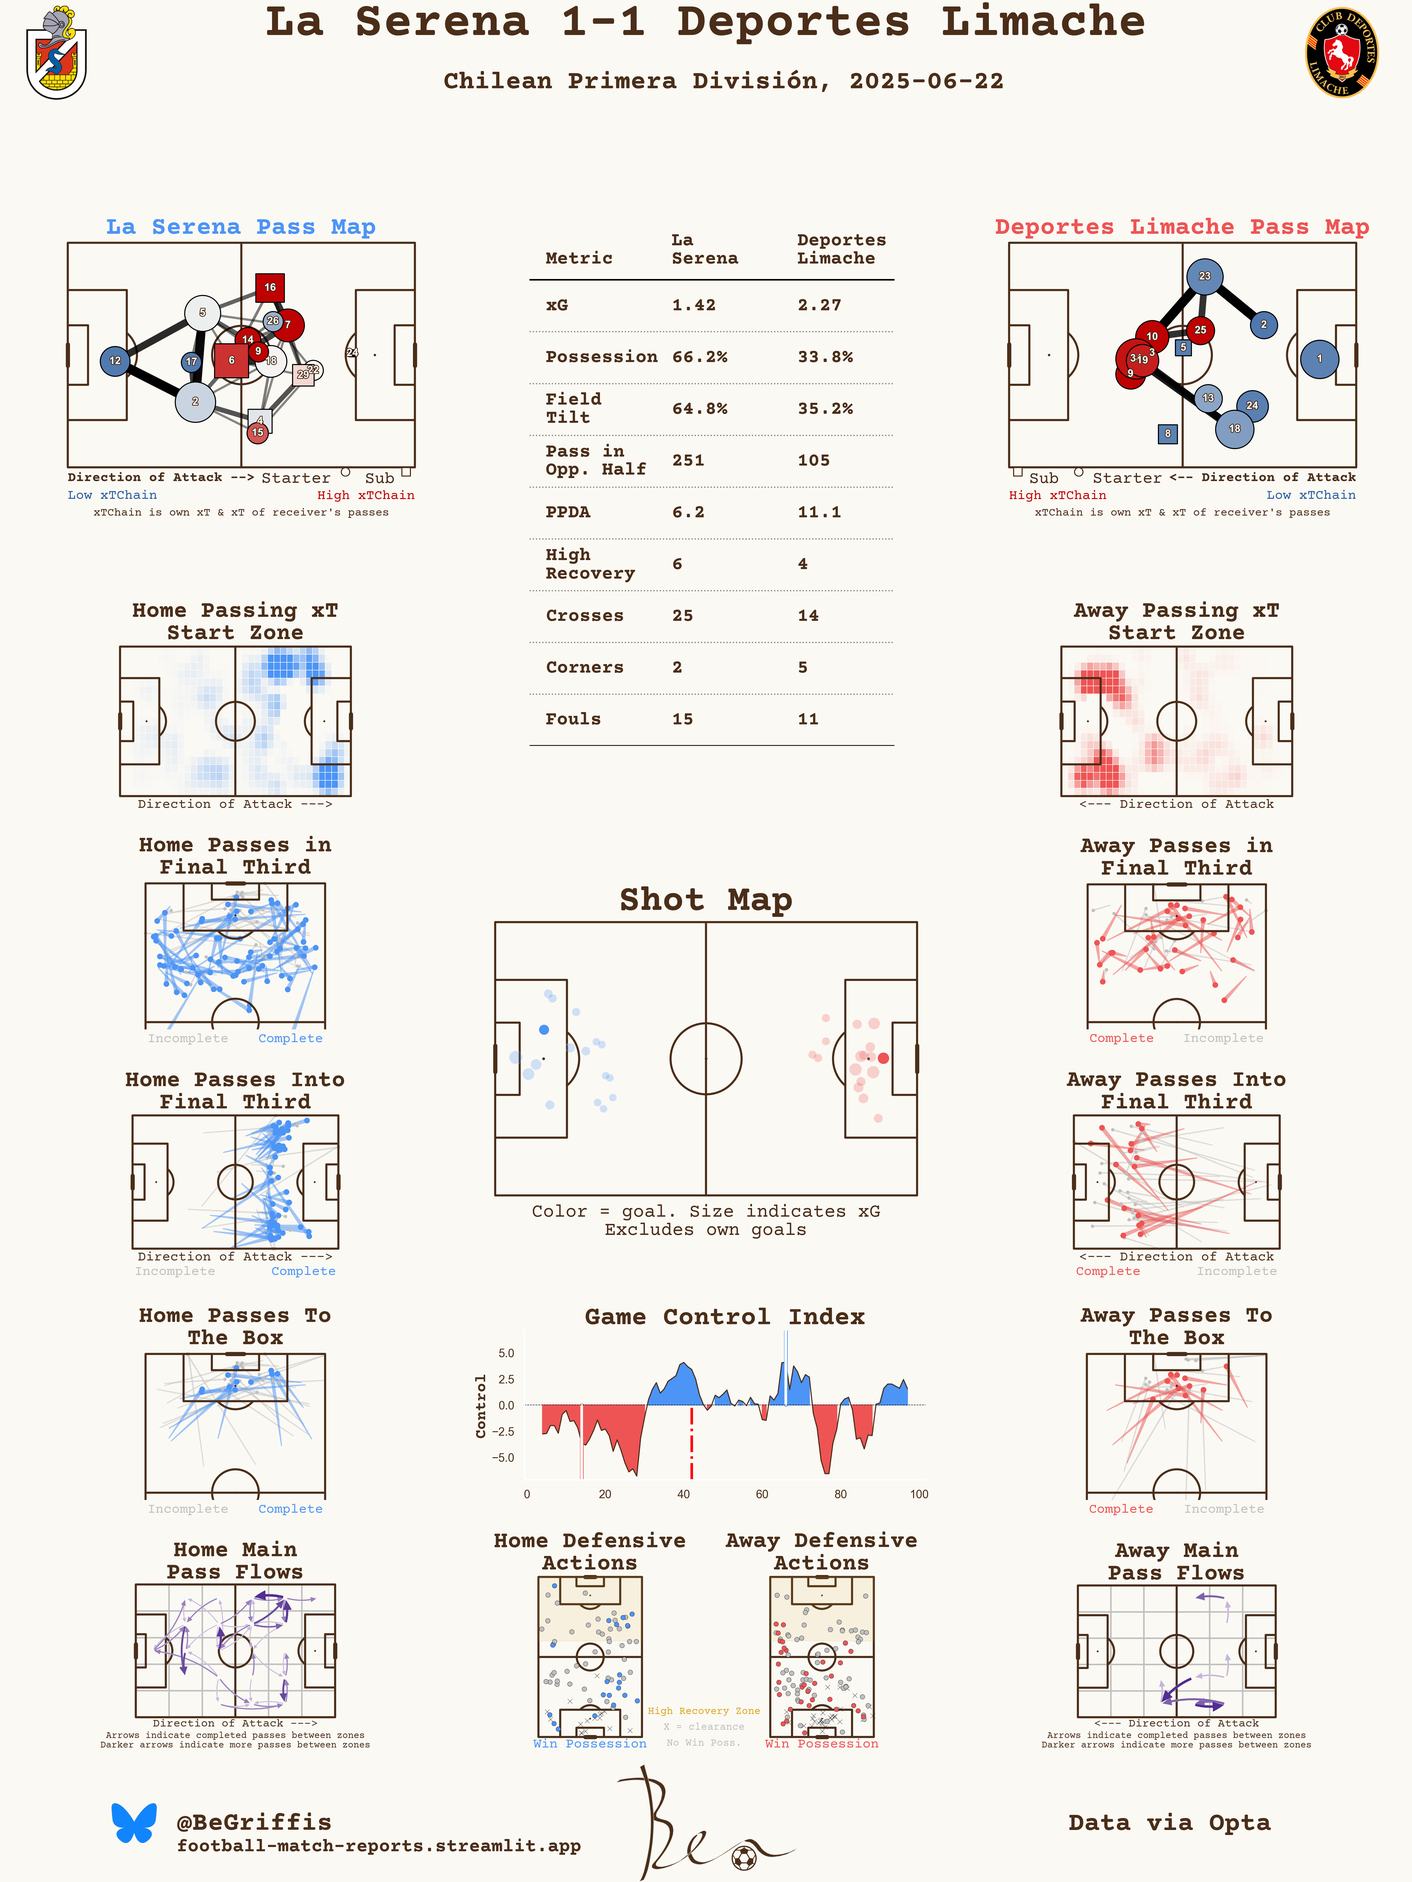 La Serena 1-1 Deportes Limache
Chilean Primera División, 2025-06-22
CLUB DEPORTES
LIMACHE
La Serena Pass Map
16
5
26
7
14
9
12
17
6
18
24
29
22
2
4
15
Direction of Attack --> Starter Sub
Low xTChain High xTChain
xTChain is own xT & xT of receiver's passes
Metric La Serena Deportes Limache
xG 1.42 2.27
Possession 66.2% 33.8%
Field Tilt 64.8% 35.2%
Pass in Opp. Half 251 105
PPDA 6.2 11.1
High Recovery 6 4
Crosses 25 14
Corners 2 5
Fouls 15 11
Deportes Limache Pass Map
23
2
25
10
5
3
19
1
9
13
24
18
8
Sub Starter <-- Direction of Attack
High xTChain Low xTChain
xTChain is own xT & xT of receiver's passes
Home Passing xT
Start Zone
Direction of Attack --->
Away Passing xT
Start Zone
<--- Direction of Attack
Home Passes in
Final Third
Incomplete Complete
Away Passes in
Final Third
Complete Incomplete
Shot Map
Color = goal. Size indicates xG
Excludes own goals
Home Passes Into
Final Third
Direction of Attack --->
Incomplete Complete
Away Passes Into
Final Third
<--- Direction of Attack
Complete Incomplete
Home Passes To
The Box
Incomplete Complete
Game Control Index
Control
5.0
2.5
0.0
−2.5
−5.0
0 20 40 60 80 100
Away Passes To
The Box
Complete Incomplete
Home Main
Pass Flows
Direction of Attack --->
Arrows indicate completed passes between zones
Darker arrows indicate more passes between zones
Home Defensive
Actions
Win Possession
High Recovery Zone
X = clearance
No Win Poss.
Away Defensive
Actions
Win Possession
Away Main
Pass Flows
<--- Direction of Attack
Arrows indicate completed passes between zones
Darker arrows indicate more passes between zones
@BeGriffis
football-match-reports.streamlit.app
Ben
Data via Opta